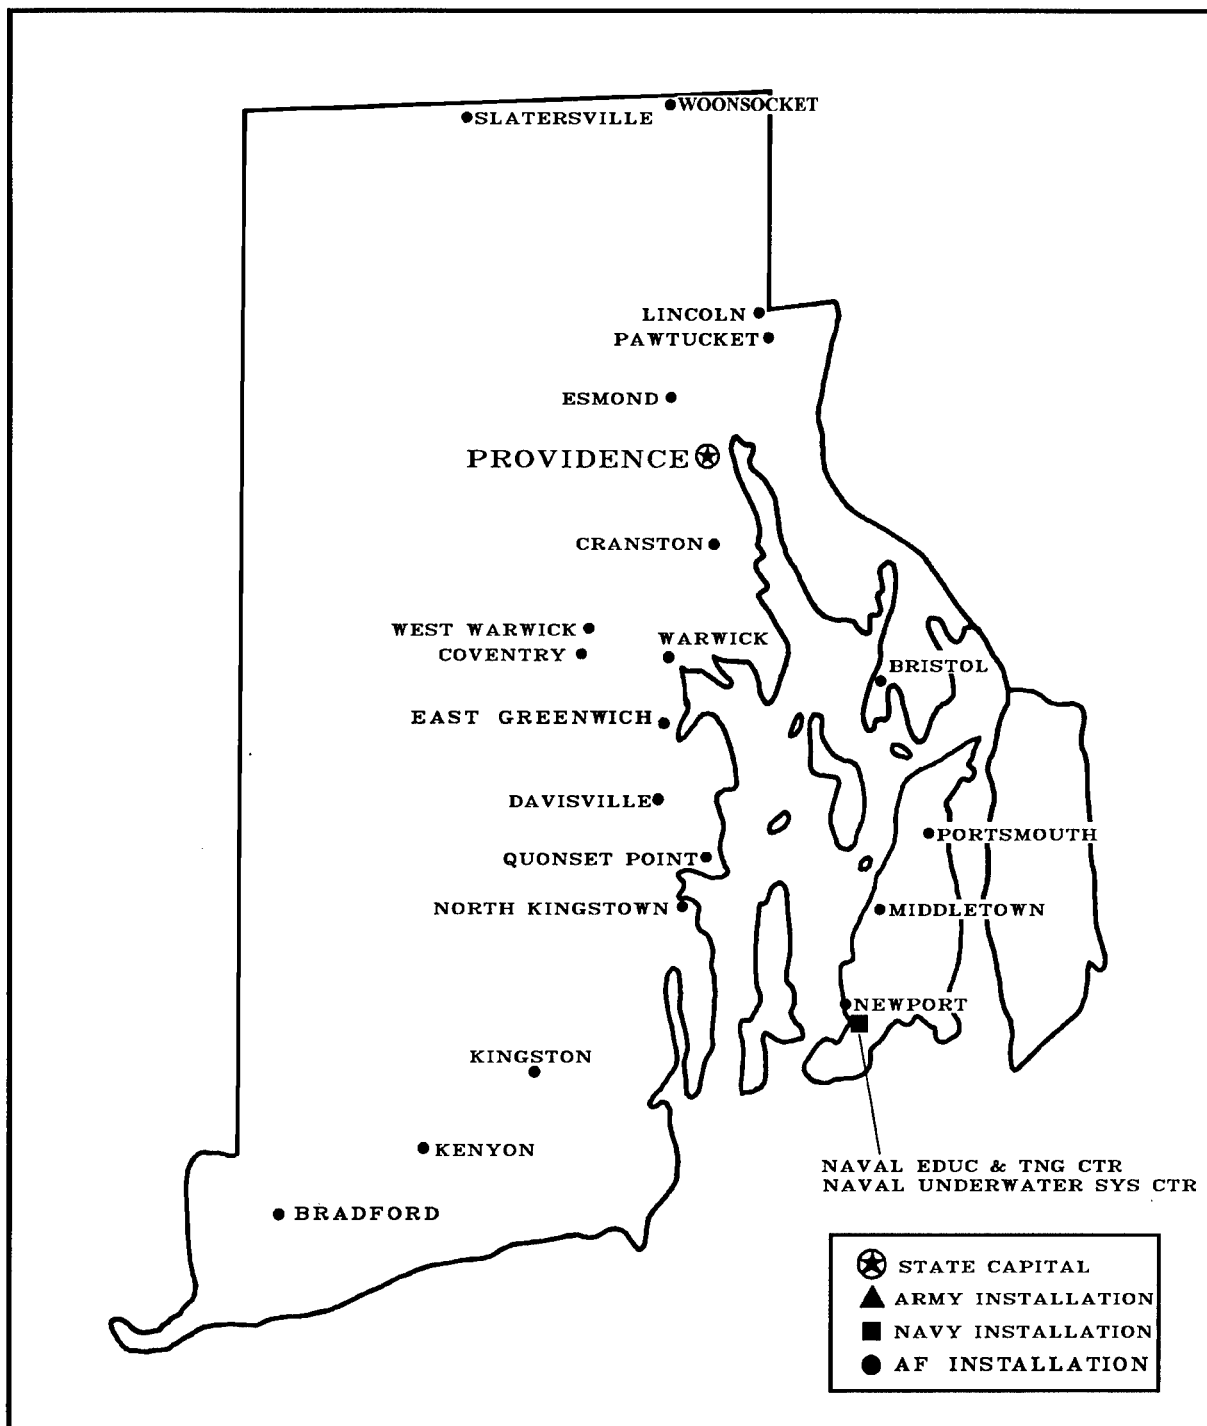 WOONSOCKET
SLATERSVILLE
LINCOLN
PAWTUCKET
ESMOND
PROVIDENCE
CRANSTON
WEST WARWICK
WARWICK
COVENTRY
BRISTOL
EAST GREENWICH
DAVISVILLE
PORTSMOUTH
QUONSET POINT
NORTH KINGSTOWN
MIDDLETOWN
NEWPORT
KINGSTON
KENYON
NAVAL EDUC & TNG CTR
NAVAL UNDERWATER SYS CTR
BRADFORD
STATE CAPITAL
ARMY INSTALLATION
NAVY INSTALLATION
AF INSTALLATION